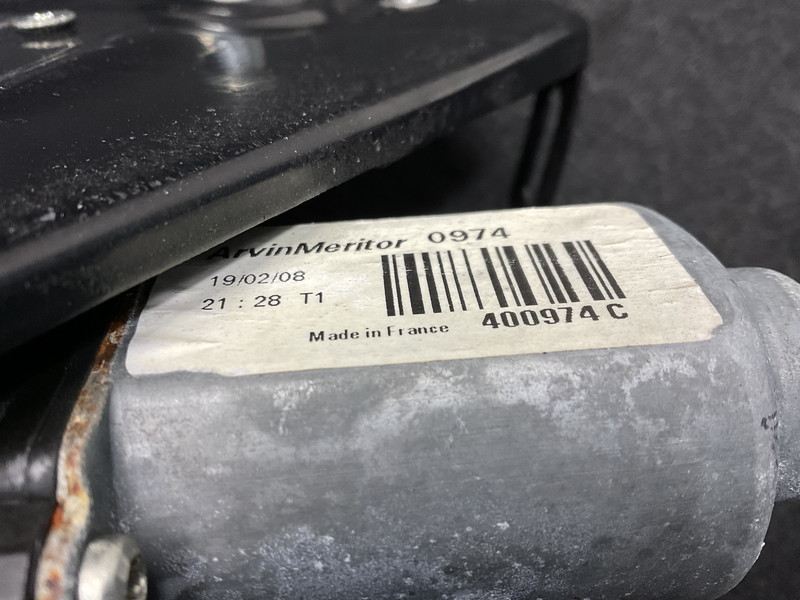 ArvinMeritor 0974
19/02/08
21 : 28 T1
400974 C
Made in France